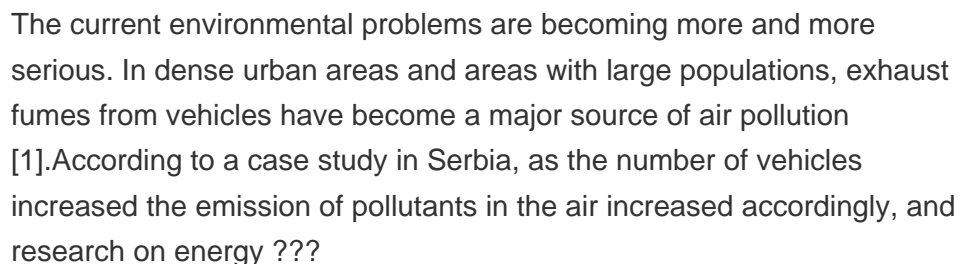 The current environmental problems are becoming more and more
serious. In dense urban areas and areas with large populations, exhaust
fumes from vehicles have become a major source of air pollution
[1].According to a case study in Serbia, as the number of vehicles
increased the emission of pollutants in the air increased accordingly, and
research on energy ???